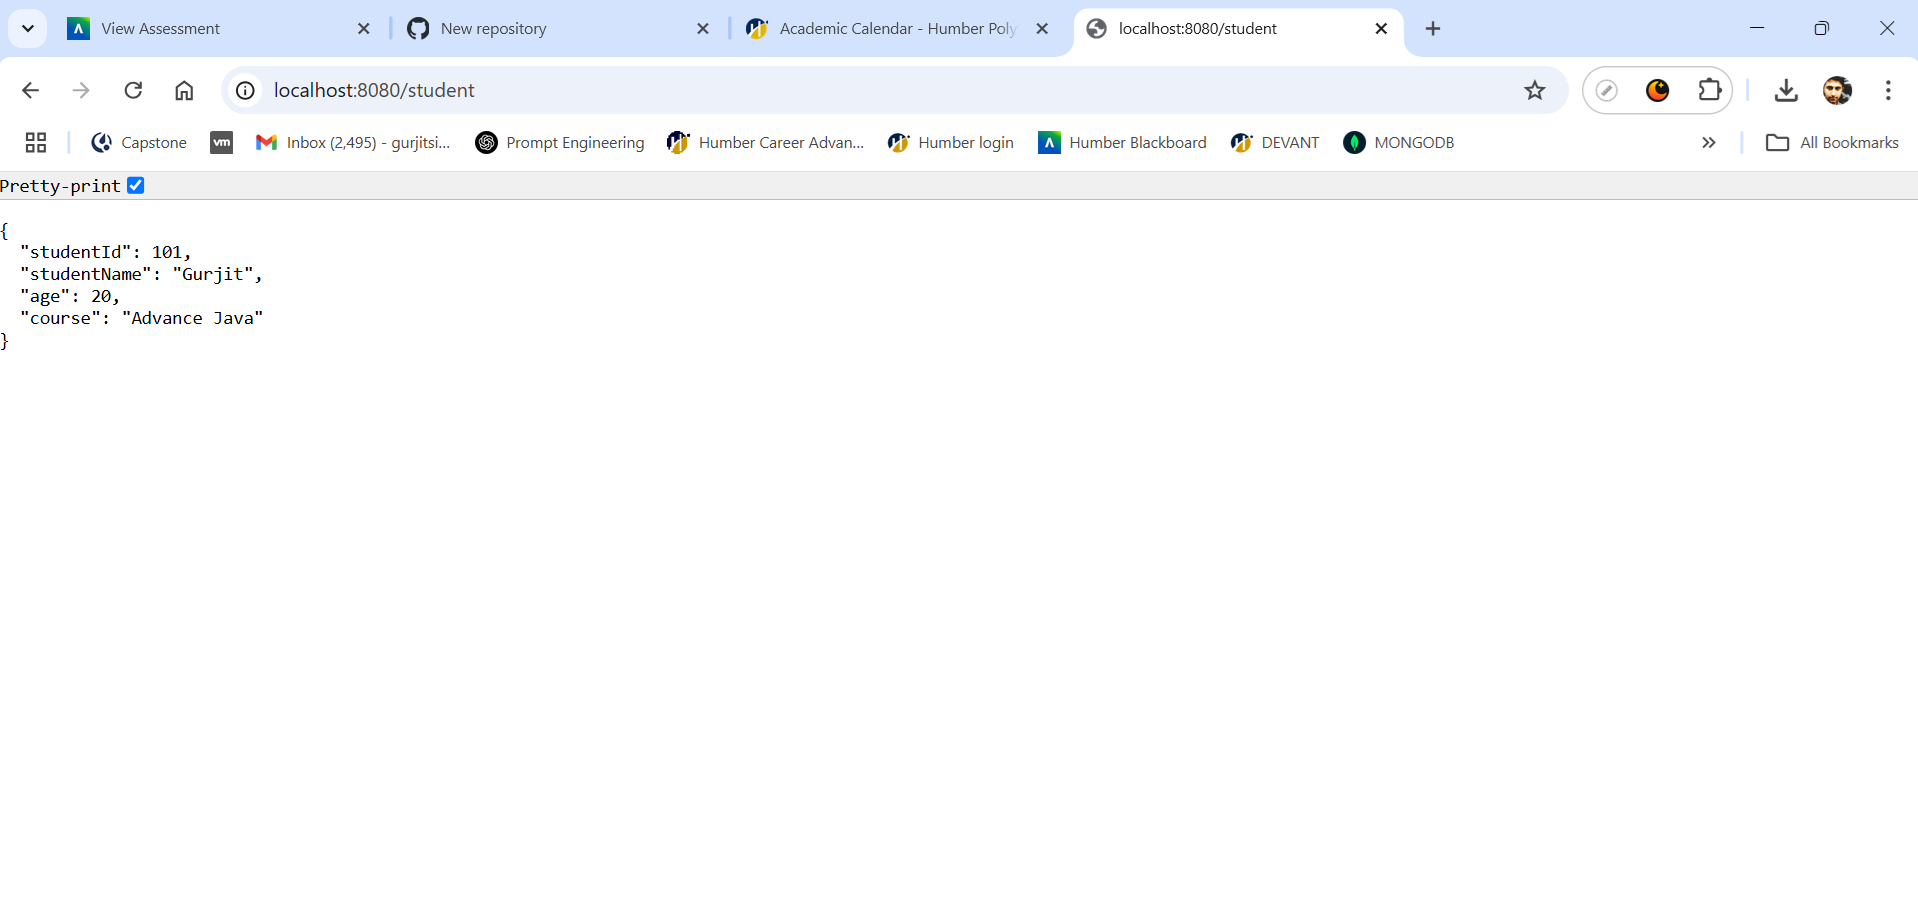 View Assessment
New repository
Academic Calendar - Humber Poly
localhost:8080/student
localhost:8080/student
Capstone
vm
Inbox (2,495) - gurjitsi...
Prompt Engineering
Humber Career Advan...
Humber login
Humber Blackboard
DEVANT
MONGODB
All Bookmarks
Pretty-print
{
"studentId": 101,
"studentName": "Gurjit",
"age": 20,
"course": "Advance Java"
}